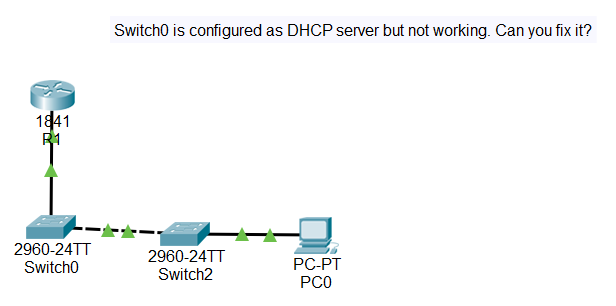 Switch0 is configured as DHCP server but not working. Can you fix it?
1841
R1
2960-24TT
Switch0
2960-24TT
Switch2
PC-PT
PC0